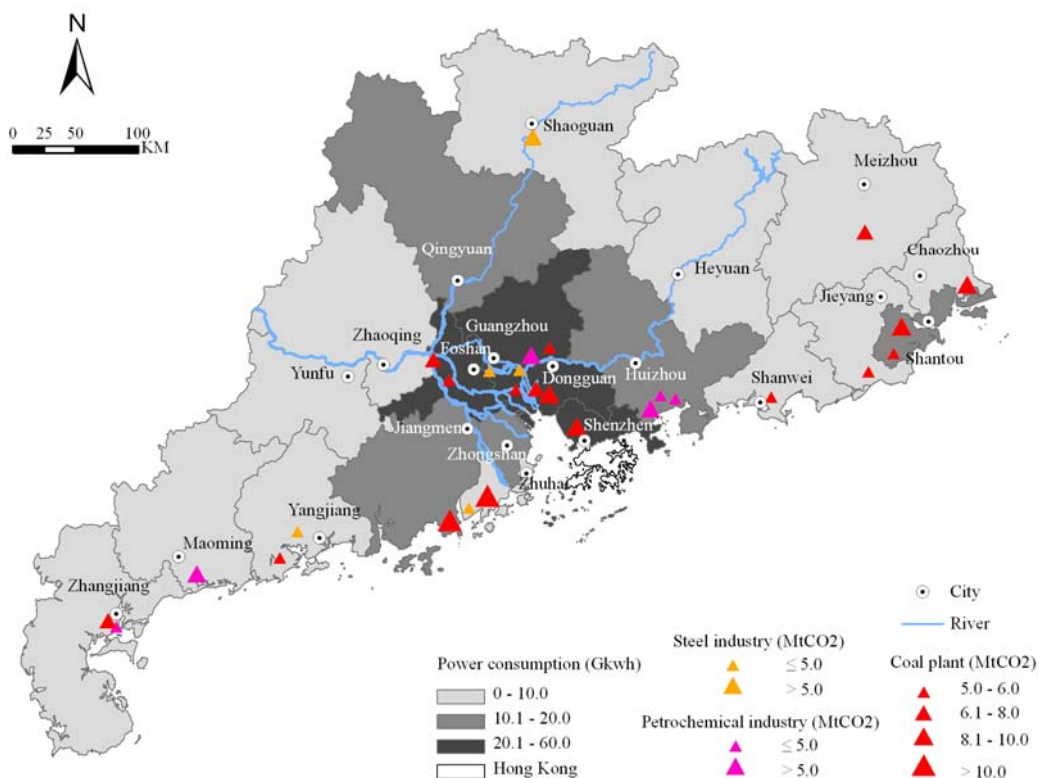 N
0 25 50 100
KM
Shaoguan
Meizhou
Qingyuan
Heyuan
Chaozhou
Jieyang
Guangzhou
Zhaoqing
Foshan
Yunfu
Dongguan
Huizhou
Shanwei
Shantou
Jiangmen
Shenzhen
Zhongshan
Zhuhai
Yangjiang
Maoming
Zhangjiang
City
River
Power consumption (Gkwh)
0 - 10.0
10.1 - 20.0
20.1 - 60.0
Hong Kong
Steel industry (MtCO2)
≤ 5.0
> 5.0
Petrochemical industry (MtCO2)
≤ 5.0
> 5.0
Coal plant (MtCO2)
5.0 - 6.0
6.1 - 8.0
8.1 - 10.0
> 10.0